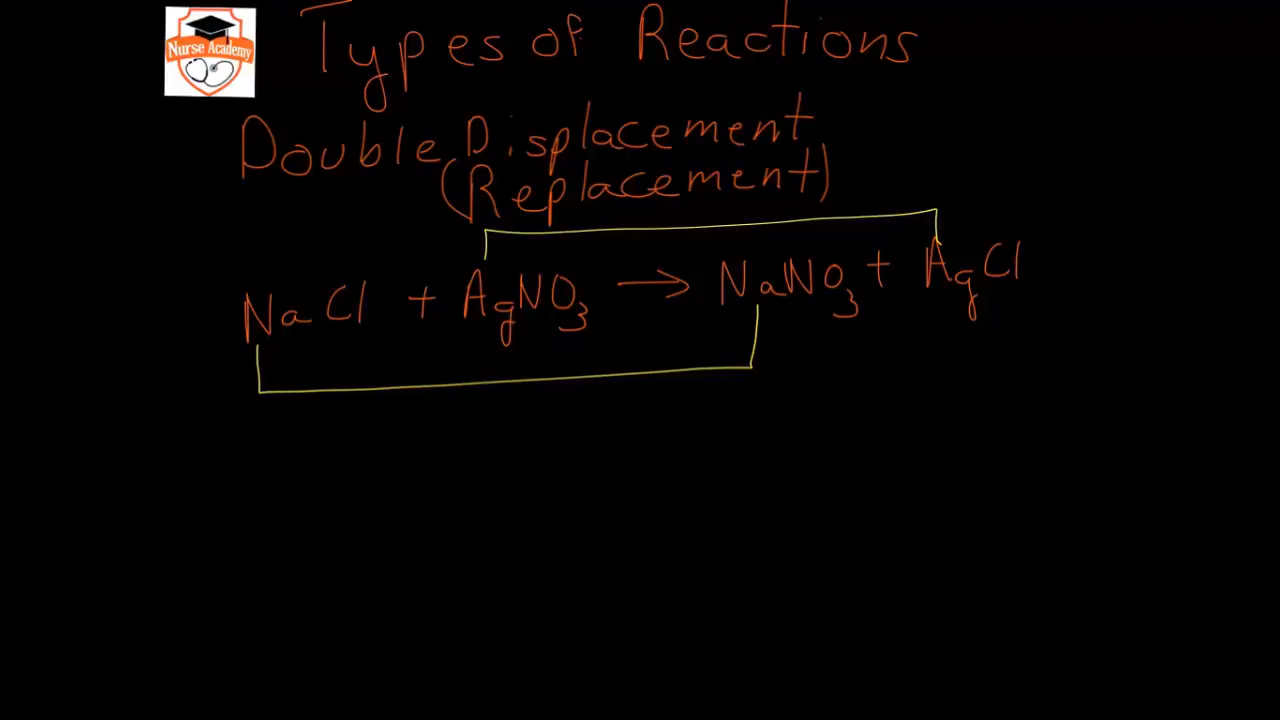 Nurse Academy
Types of Reactions
Double Displacement
(Replacement)
NaCl + AgNO3 → NaNO3 + AgCl